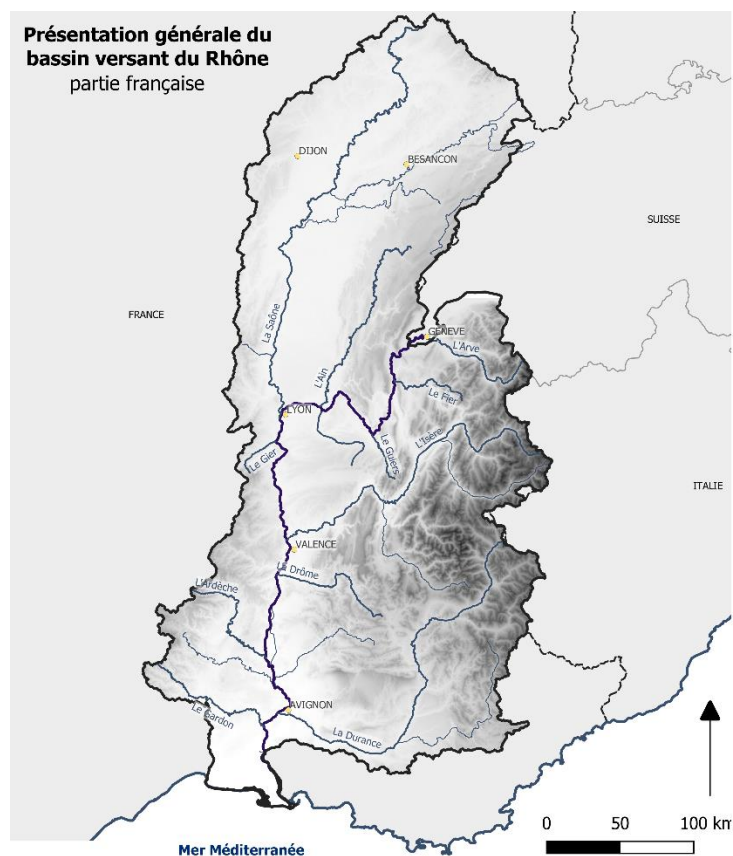 Présentation générale du
bassin versant du Rhône
partie française
DIJON
BESANCON
SUISSE
FRANCE
La Saône
GENEVE
L'Arve
L'Ain
Le Fier
LYON
L'Isère
Le Guiers
Le Gier
ITALIE
VALENCE
La Drôme
L'Ardèche
AVIGNON
Le Gardon
La Durance
0 50 100 km
Mer Méditerranée